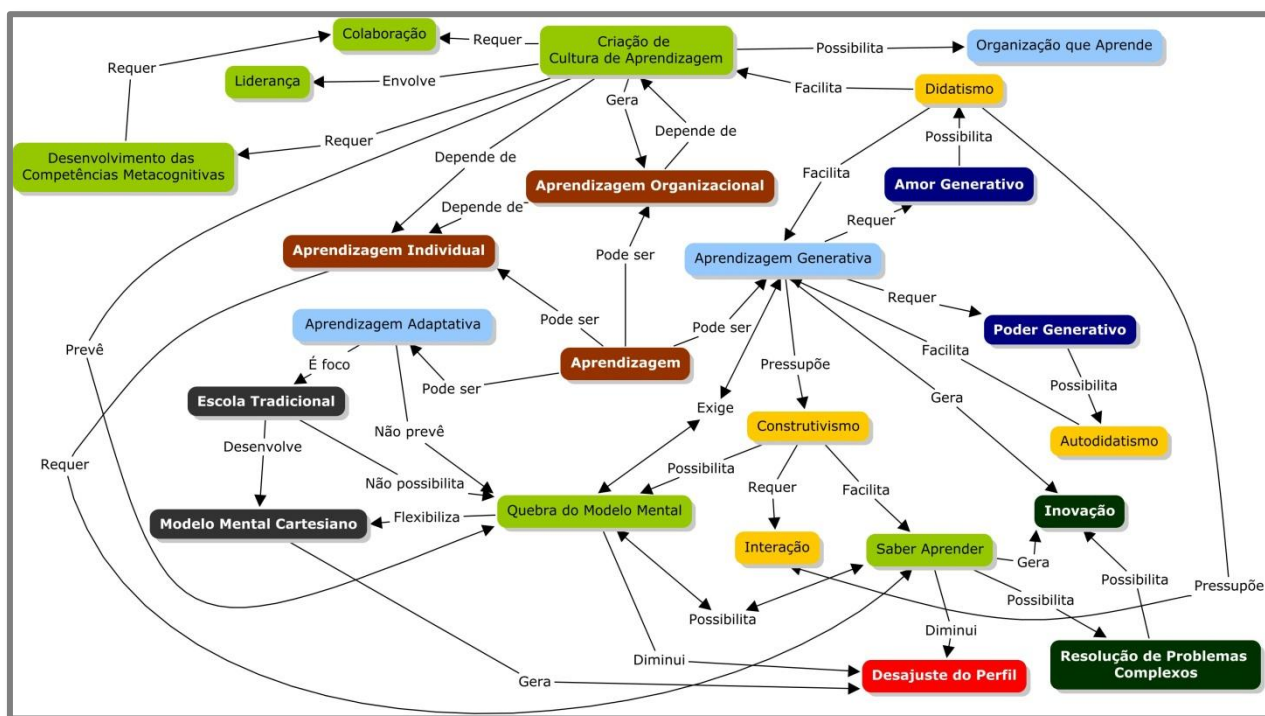 Colaboração
Requer
Criação de
Cultura de Aprendizagem
Possibilita
Organização que Aprende
Requer
Liderança
Envolve
Facilita
Didatismo
Gera
Depende de
Possibilita
Desenvolvimento das
Competências Metacognitivas
Requer
Depende de
Aprendizagem Organizacional
Facilita
Amor Generativo
Depende de
Requer
Aprendizagem Individual
Pode ser
Aprendizagem Generativa
Requer
Aprendizagem Adaptativa
Pode ser
Pode ser
Poder Generativo
Prevê
É foco
Aprendizagem
Pressupõe
Facilita
Pode ser
Possibilita
Escola Tradicional
Exige
Gera
Não prevê
Construtivismo
Autodidatismo
Desenvolve
Requer
Não possibilita
Possibilita
Requer
Facilita
Modelo Mental Cartesiano
Flexibiliza
Quebra do Modelo Mental
Inovação
Interação
Saber Aprender
Gera
Possibilita
Pressupõe
Possibilita
Possibilita
Diminui
Diminui
Resolução de Problemas
Complexos
Gera
Desajuste do Perfil